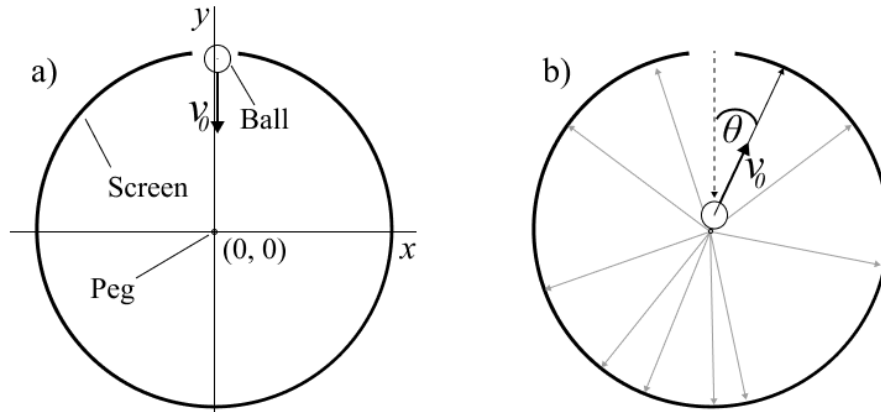 a)
y
v₀
Ball
Screen
(0, 0)
x
Peg
b)
θ
v₀